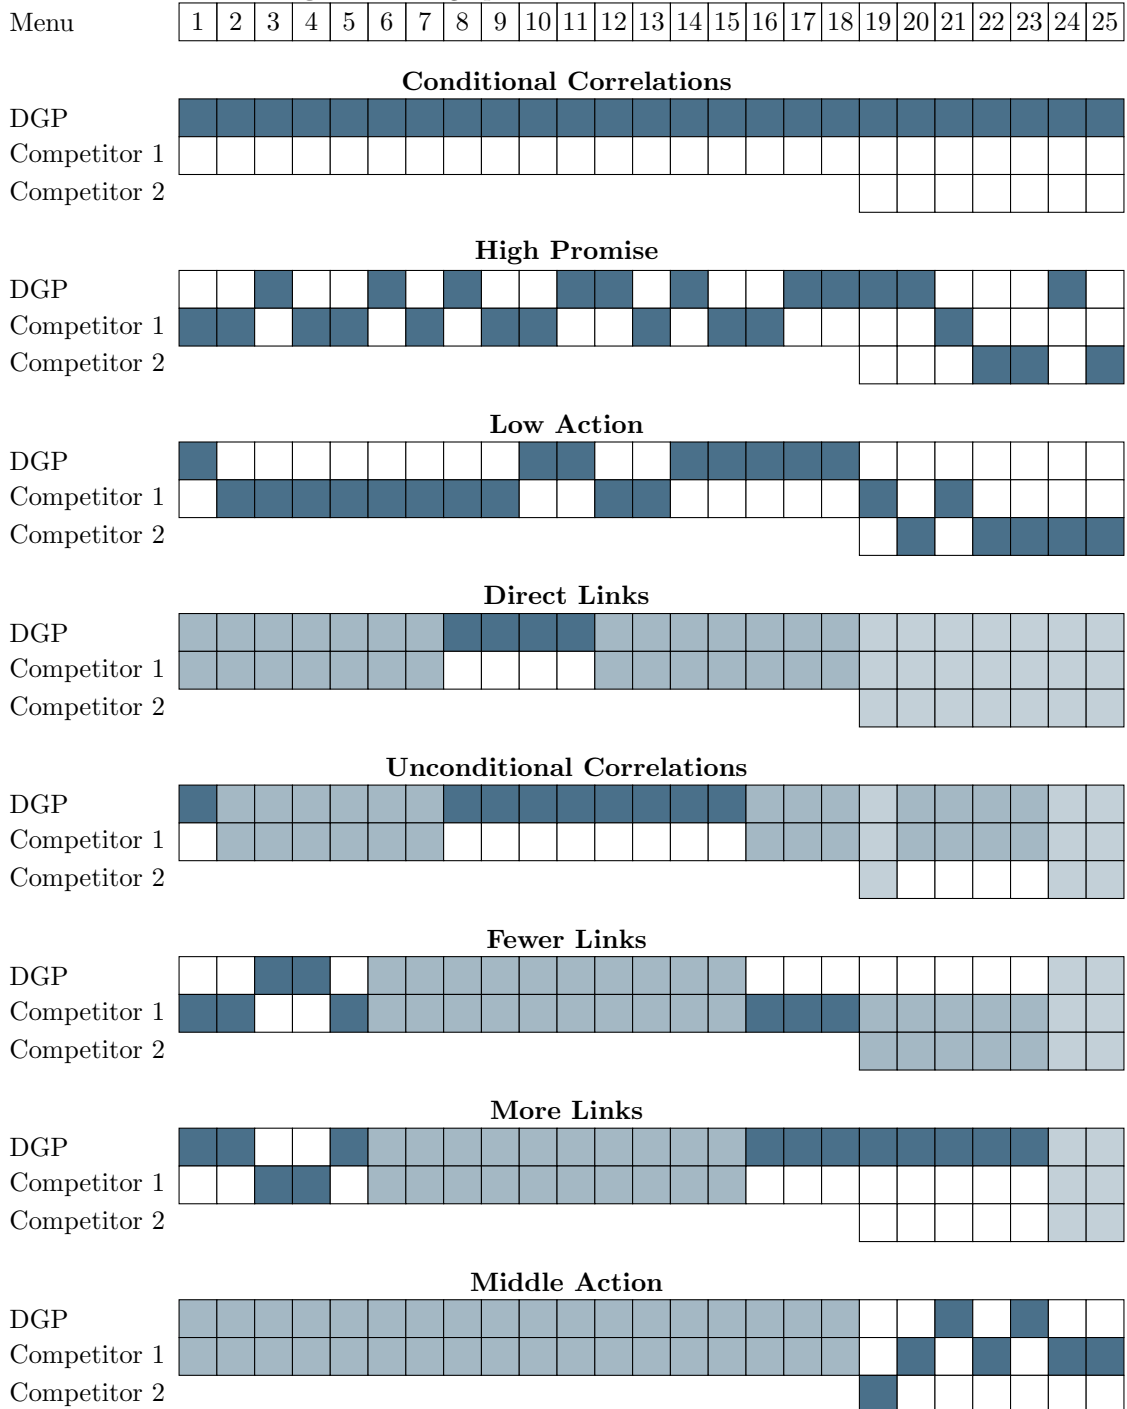 Menu 1 2 3 4 5 6 7 8 9 10 11 12 13 14 15 16 17 18 19 20 21 22 23 24 25
Conditional Correlations
DGP
Competitor 1
Competitor 2
High Promise
DGP
Competitor 1
Competitor 2
Low Action
DGP
Competitor 1
Competitor 2
Direct Links
DGP
Competitor 1
Competitor 2
Unconditional Correlations
DGP
Competitor 1
Competitor 2
Fewer Links
DGP
Competitor 1
Competitor 2
More Links
DGP
Competitor 1
Competitor 2
Middle Action
DGP
Competitor 1
Competitor 2